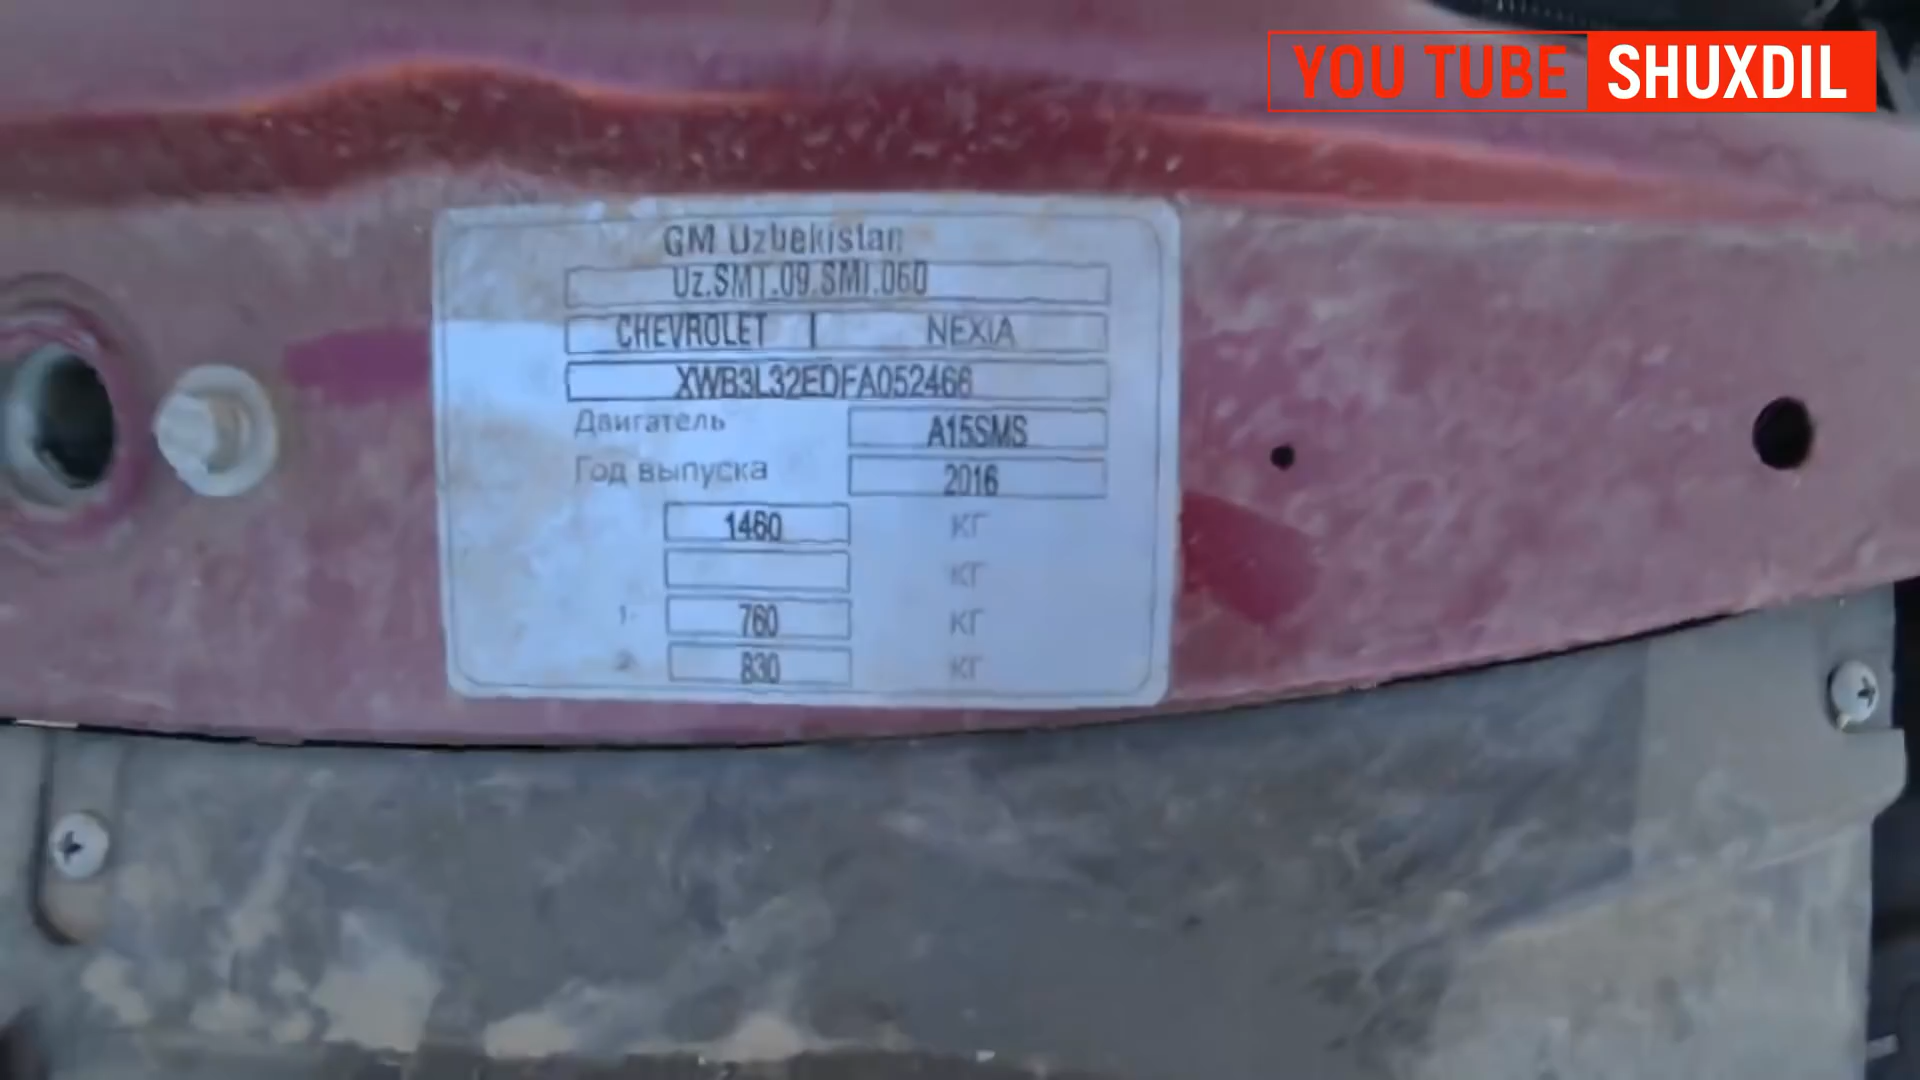 YOU TUBE SHUXDIL
GM Uzbekistan
Uz.SMT.09.SMI.060
CHEVROLET | NEXIA
XWB3L32EDFA052466
Двигатель A15SMS
Год выпуска 2016
1460 КГ
КГ
1- 760 КГ
2- 830 КГ